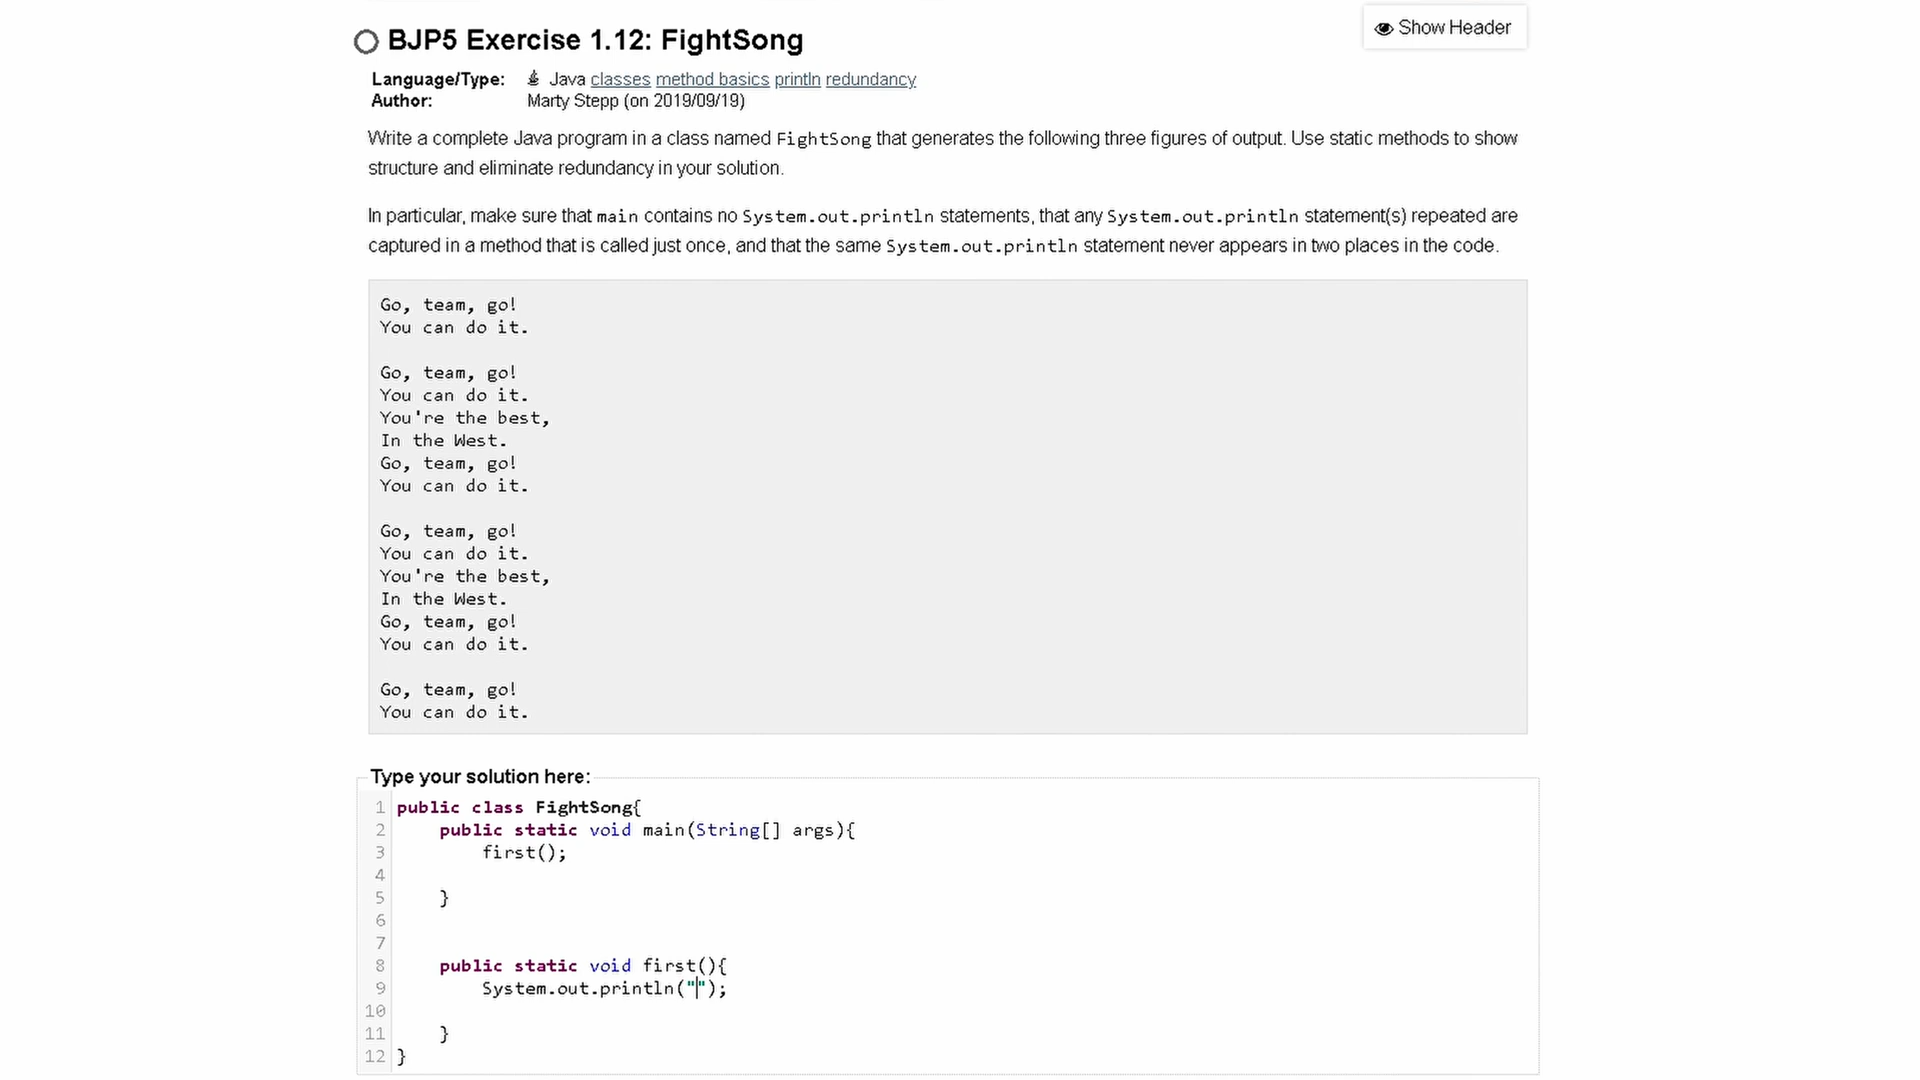 BJP5 Exercise 1.12: FightSong
Show Header
Language/Type: Java classes method basics println redundancy
Author: Marty Stepp (on 2019/09/19)
Write a complete Java program in a class named FightSong that generates the following three figures of output. Use static methods to show
structure and eliminate redundancy in your solution.
In particular, make sure that main contains no System.out.println statements, that any System.out.println statement(s) repeated are
captured in a method that is called just once, and that the same System.out.println statement never appears in two places in the code.
Go, team, go!
You can do it.
Go, team, go!
You can do it.
You're the best,
In the West.
Go, team, go!
You can do it.
Go, team, go!
You can do it.
You're the best,
In the West.
Go, team, go!
You can do it.
Go, team, go!
You can do it.
Type your solution here:
1 public class FightSong{
2 public static void main(String[] args){
3 first();
4
5 }
6
7
8 public static void first(){
9 System.out.println("");
10
11 }
12 }